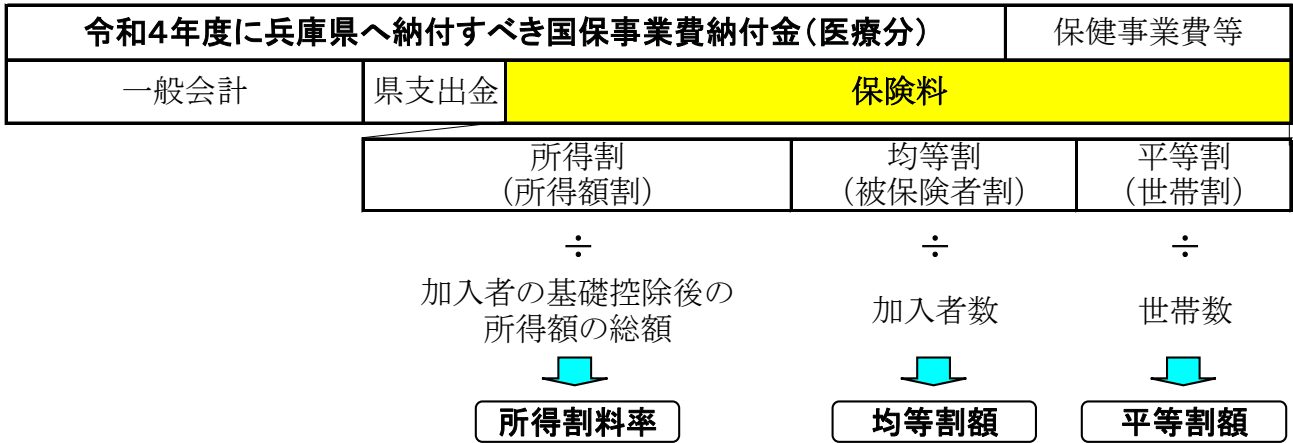 令和4年度に兵庫県へ納付すべき国保事業費納付金(医療分) 保健事業費等
一般会計 県支出金 保険料
所得割 均等割 平等割
(所得額割) (被保険者割) (世帯割)
÷ ÷ ÷
加入者の基礎控除後の
所得額の総額
加入者数 世帯数
所得割料率 均等割額 平等割額